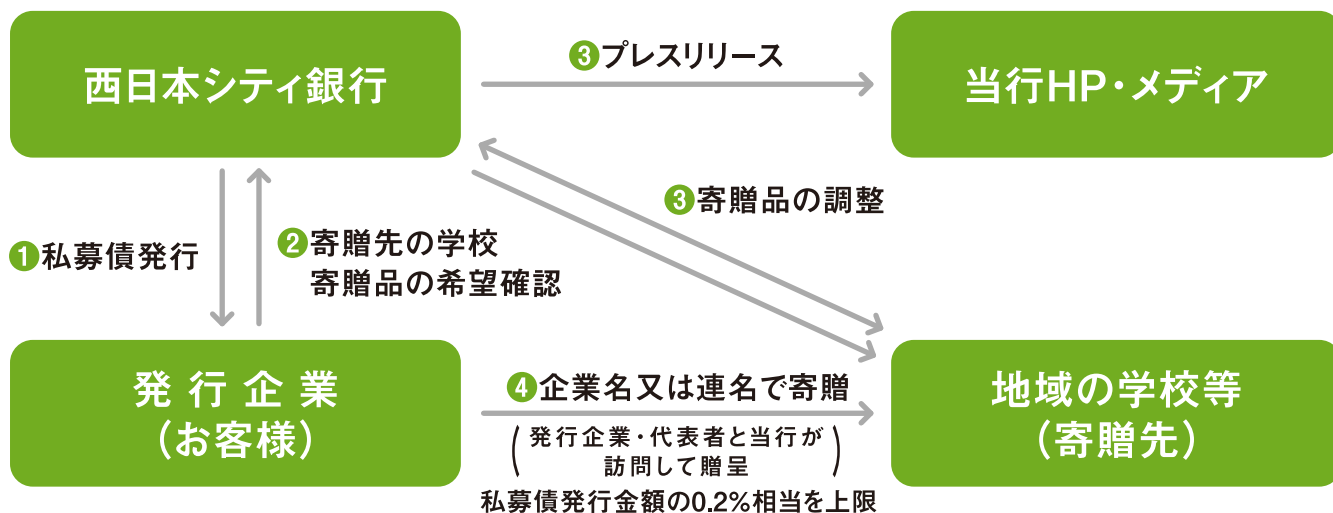 西日本シティ銀行
❸プレスリリース
当行HP・メディア
❸寄贈品の調整
❶私募債発行
❷寄贈先の学校
寄贈品の希望確認
発行企業
(お客様)
❹企業名又は連名で寄贈
(発行企業・代表者と当行が
訪問して贈呈)
私募債発行金額の0.2%相当を上限
地域の学校等
(寄贈先)